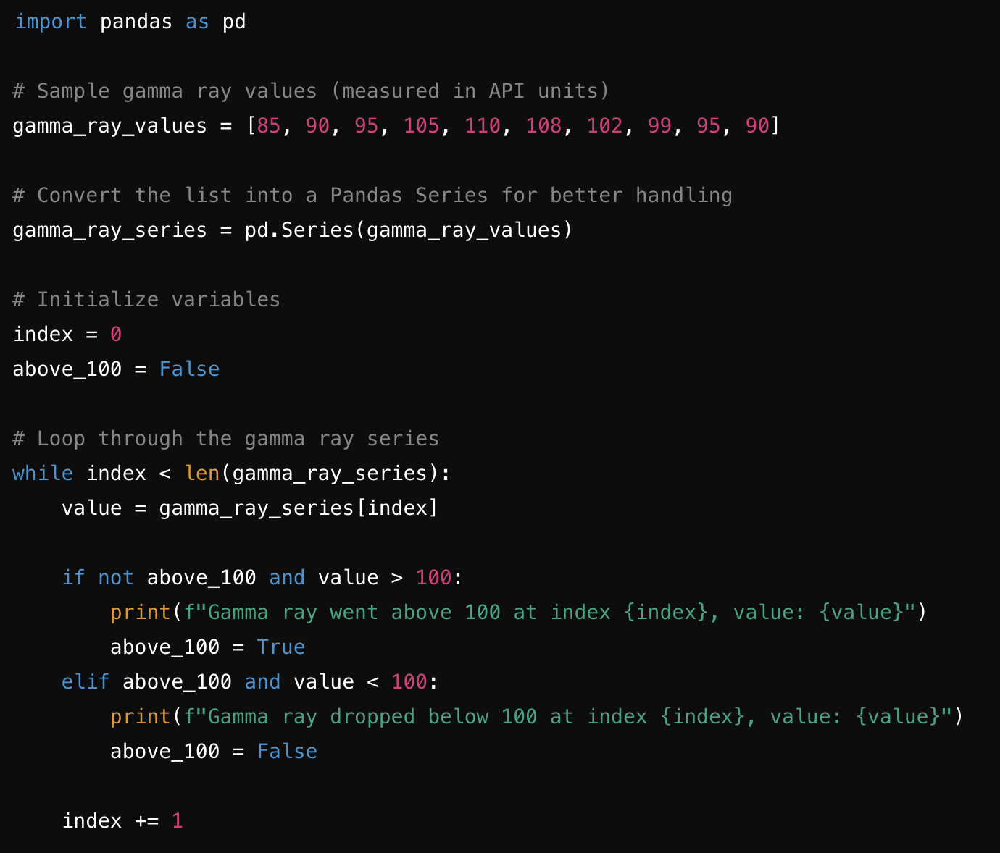 import pandas as pd
# Sample gamma ray values (measured in API units)
gamma_ray_values = [85, 90, 95, 105, 110, 108, 102, 99, 95, 90]
# Convert the list into a Pandas Series for better handling
gamma_ray_series = pd.Series(gamma_ray_values)
# Initialize variables
index = 0
above_100 = False
# Loop through the gamma ray series
while index < len(gamma_ray_series):
    value = gamma_ray_series[index]
    if not above_100 and value > 100:
        print(f"Gamma ray went above 100 at index {index}, value: {value}")
        above_100 = True
    elif above_100 and value < 100:
        print(f"Gamma ray dropped below 100 at index {index}, value: {value}")
        above_100 = False
    index += 1